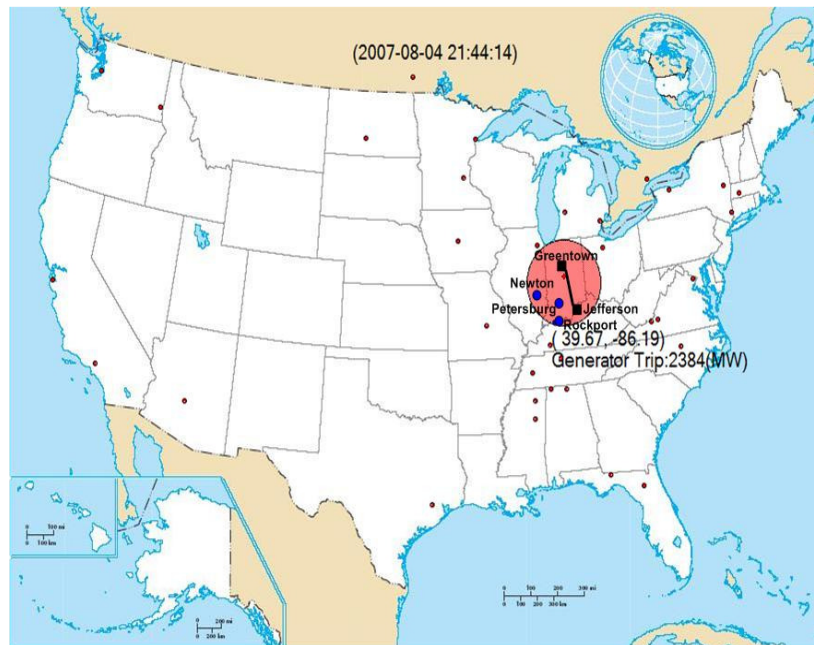 (2007-08-04 21:44:14)
Greentown
Newton
Petersburg
Jefferson
Rockport
( 39.67, -86.19)
Generator Trip:2384(MW)